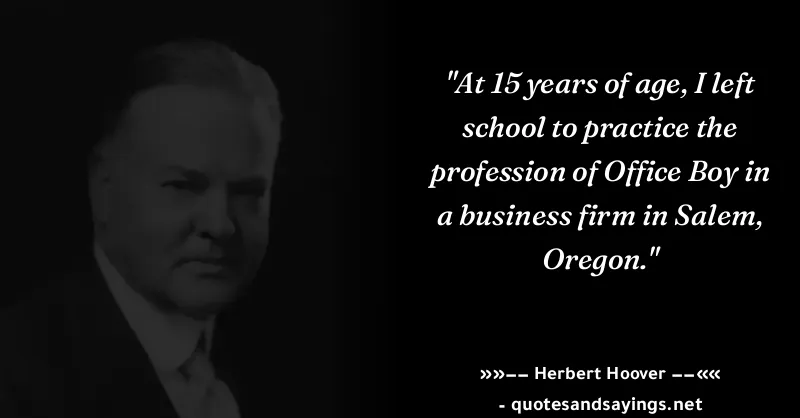 "At 15 years of age, I left
school to practice the
profession of Office Boy in
a business firm in Salem,
Oregon."
»»–– Herbert Hoover ––««
- quotesandsayings.net